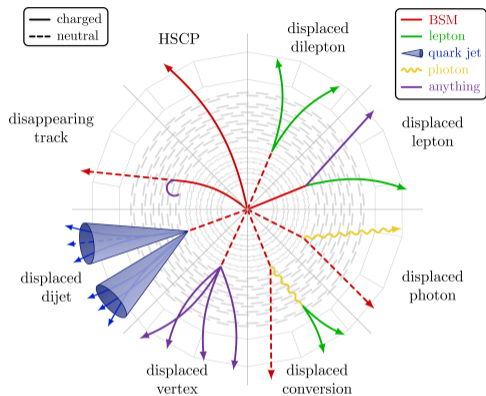 charged
neutral
HSCP
displaced
dilepton
BSM
lepton
quark jet
photon
anything
disappearing
track
displaced
lepton
displaced
dijet
displaced
photon
displaced
vertex
displaced
conversion